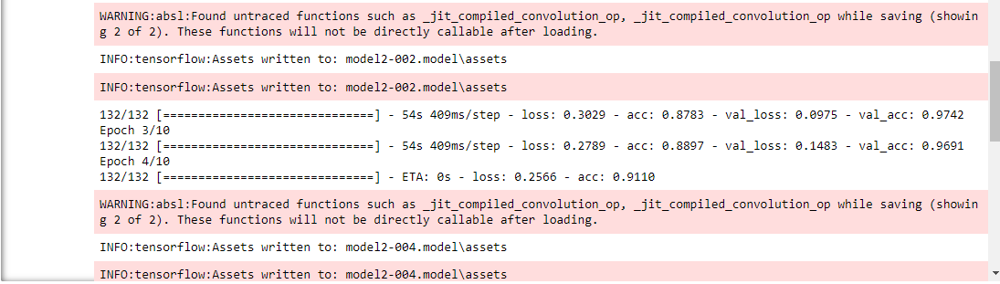 WARNING:absl:Found untraced functions such as _jit_compiled_convolution_op, _jit_compiled_convolution_op while saving (showin
g 2 of 2). These functions will not be directly callable after loading.
INFO:tensorflow:Assets written to: model2-002.model\assets
INFO:tensorflow:Assets written to: model2-002.model\assets
132/132 [==============================] - 54s 409ms/step - loss: 0.3029 - acc: 0.8783 - val_loss: 0.0975 - val_acc: 0.9742
Epoch 3/10
132/132 [==============================] - 54s 409ms/step - loss: 0.2789 - acc: 0.8897 - val_loss: 0.1483 - val_acc: 0.9691
Epoch 4/10
132/132 [==============================] - ETA: 0s - loss: 0.2566 - acc: 0.9110
WARNING:absl:Found untraced functions such as _jit_compiled_convolution_op, _jit_compiled_convolution_op while saving (showin
g 2 of 2). These functions will not be directly callable after loading.
INFO:tensorflow:Assets written to: model2-004.model\assets
INFO:tensorflow:Assets written to: model2-004.model\assets